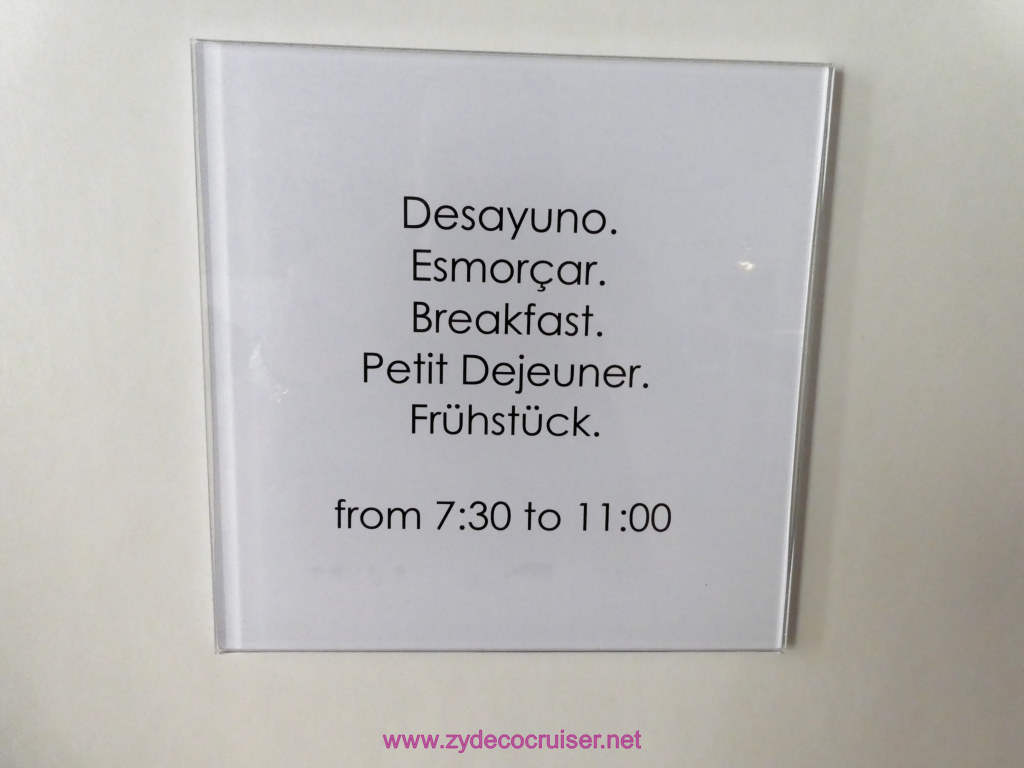 Desayuno.
Esmorçar.
Breakfast.
Petit Dejeuner.
Frühstück.
from 7:30 to 11:00
www.zydecocruiser.net